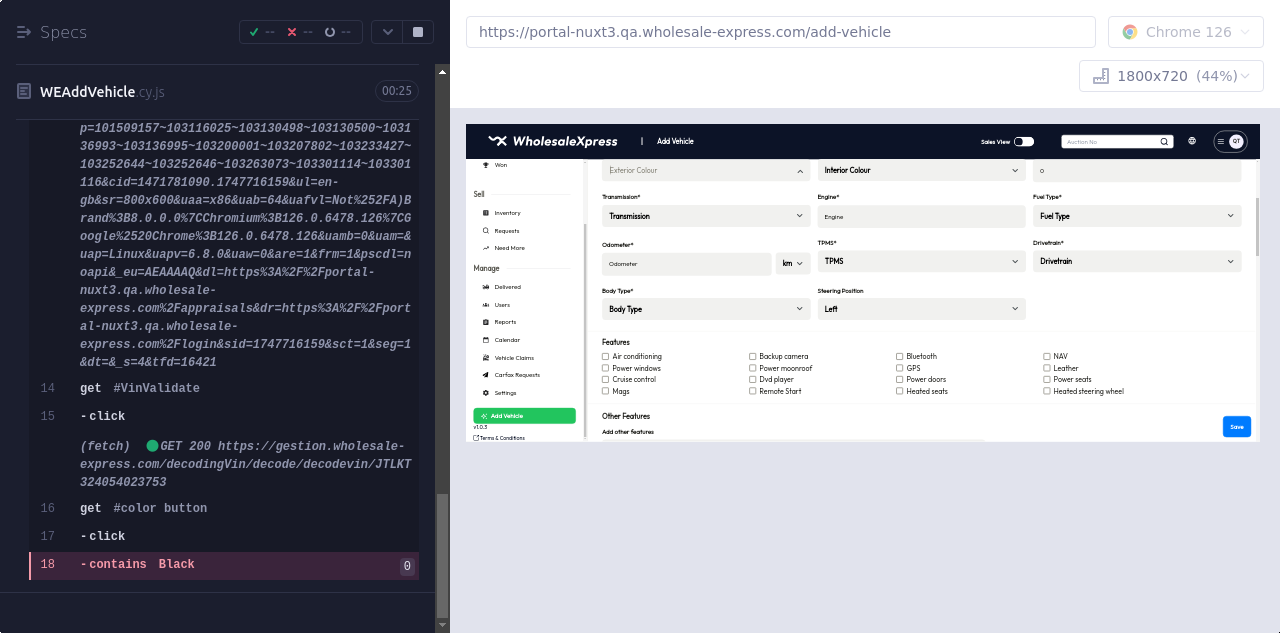 Specs
-- -- --
https://portal-nuxt3.qa.wholesale-express.com/add-vehicle
Chrome 126
1800x720 (44%)
WEAddVehicle.cy.js
00:25
p=101509157~103116025~103130498~103130500~1031
36993~103136995~103200001~103207802~103233427~
103252644~103252646~103263073~103301114~103301
116&cid=1471781090.1747716159&ul=en-
gb&sr=800x600&uaa=x86&uab=64&uafvl=Not%252FA)B
rand%3B8.0.0.0%7CChromium%3B126.0.6478.126%7CG
oogle%2520Chrome%3B126.0.6478.126&uamb=0&uam=&
uap=Linux&uapv=6.8.0&uaw=0&are=1&frm=1&pscdl=n
oapi&_eu=AEAAAAQ&dl=https%3A%2F%2Fportal-
nuxt3.qa.wholesale-
express.com%2Fappraisals&dr=https%3A%2F%2Fport
al-nuxt3.qa.wholesale-
express.com%2Flogin&sid=1747716159&sct=1&seg=1
&dt=&_s=4&tfd=16421
14 get #VinValidate
15 -click
(fetch) GET 200 https://gestion.wholesale-
express.com/decodingVin/decode/decodevin/JTLKT
324054023753
16 get #color button
17 -click
18 -contains Black 0
WholesaleXpress | Add Vehicle
Sales View
Auction No
QT
Won
Sell
Inventory
Requests
Need More
Manage
Delivered
Users
Reports
Calendar
Vehicle Claims
Carfax Requests
Settings
Add Vehicle
v1.0.3
Terms & Conditions
Exterior Colour
Interior Colour
0
Transmission*
Engine*
Fuel Type*
Transmission
Engine
Fuel Type
Odometer*
TPMS*
Drivetrain*
Odometer
km
TPMS
Drivetrain
Body Type*
Steering Position
Body Type
Left
Features
Air conditioning
Backup camera
Bluetooth
NAV
Power windows
Power moonroof
GPS
Leather
Cruise control
Dvd player
Power doors
Power seats
Mags
Remote Start
Heated seats
Heated steering wheel
Other Features
Add other features
Save